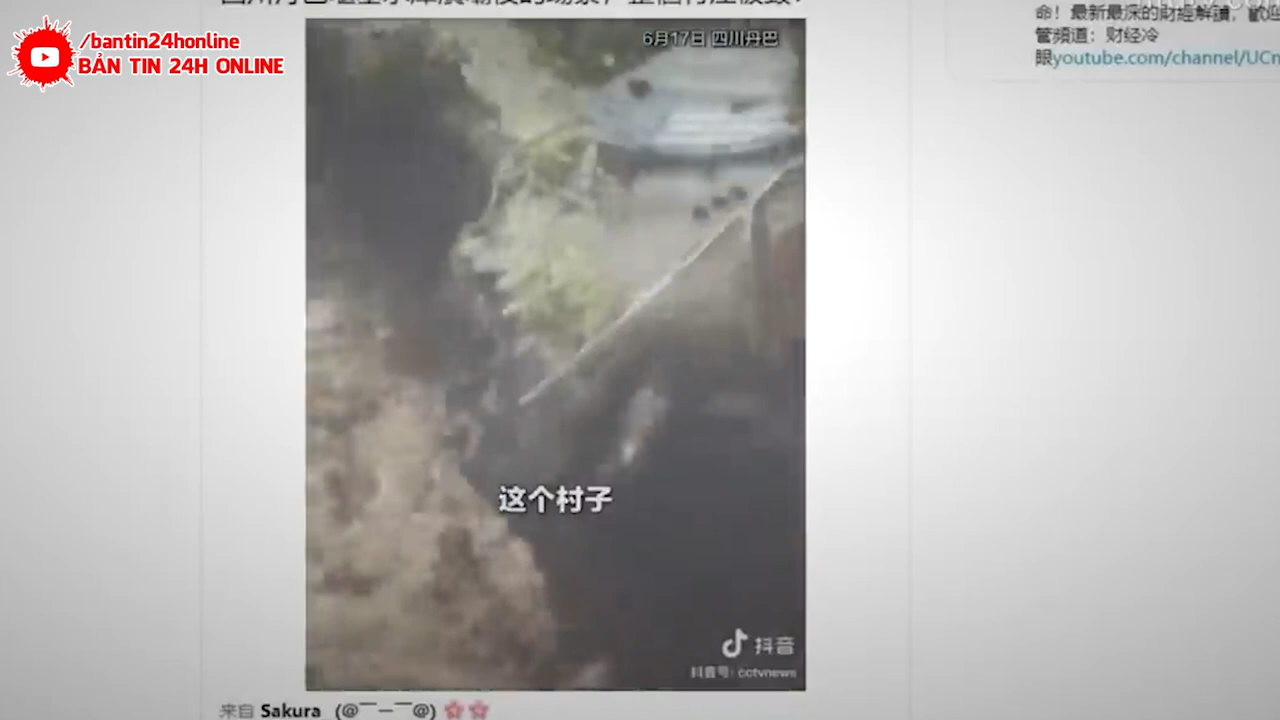 /bantin24honline
BẢN TIN 24H ONLINE
6月17日 四川丹巴
命！最新最深的財經解讀，歡迎
管頻道：财经冷
眼youtube.com/channel/UCn
这个村子
抖音
抖音号: cctvnews
来自 Sakura (@￣—￣@)